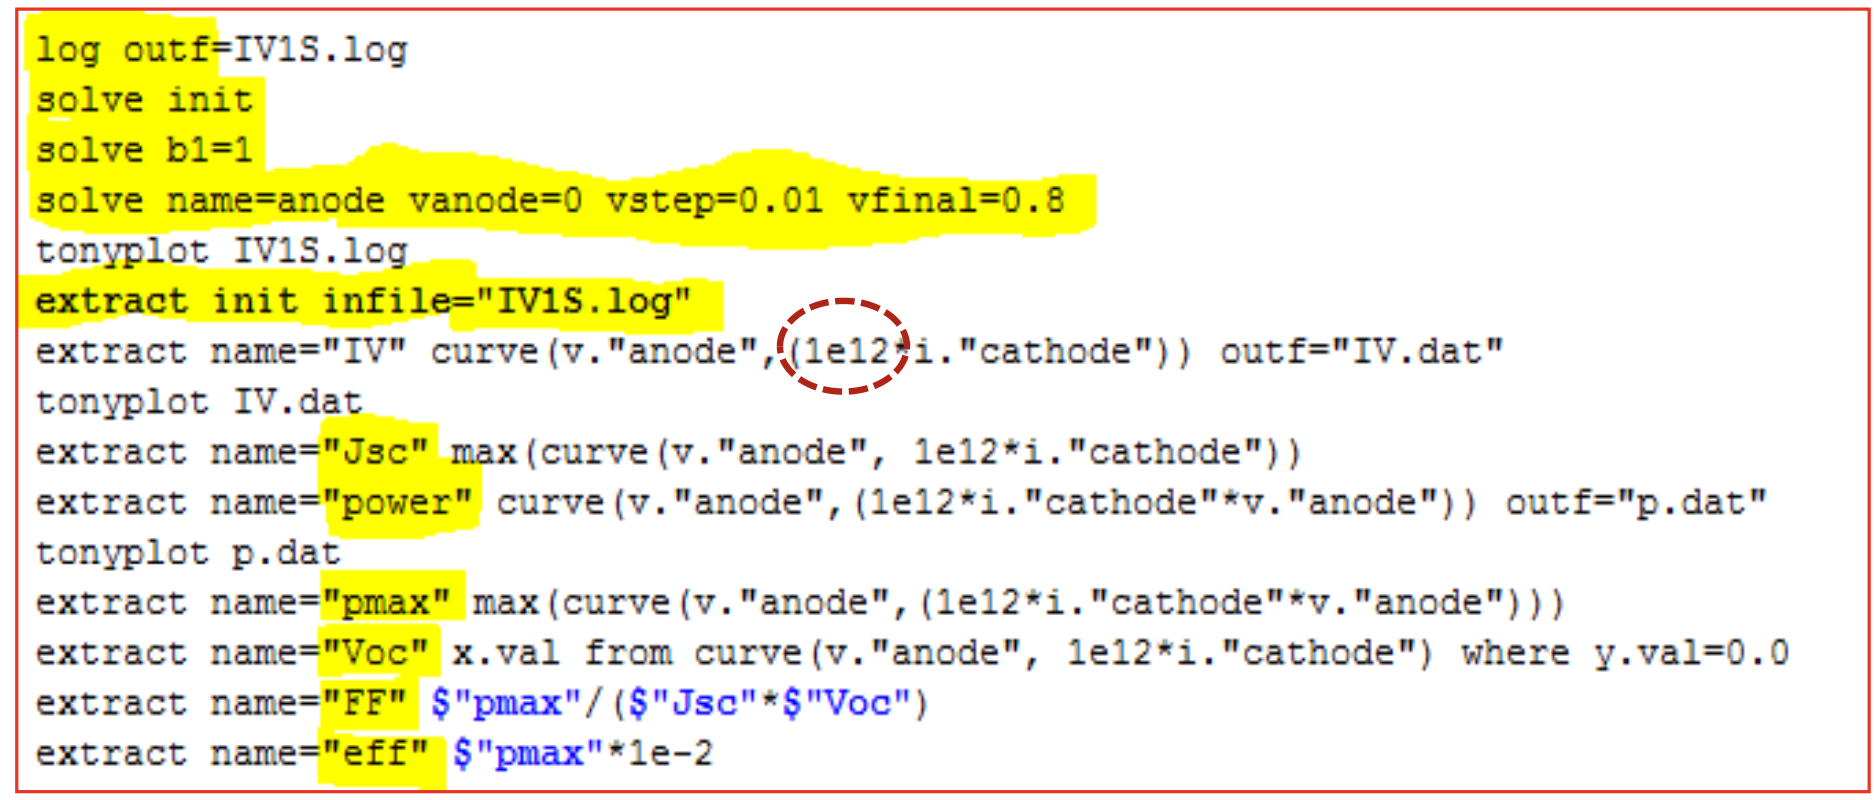 log outf=IV1S.log
solve init
solve b1=1
solve name=anode vanode=0 vstep=0.01 vfinal=0.8
tonyplot IV1S.log
extract init infile="IV1S.log"
extract name="IV" curve(v."anode",(1e12*i."cathode")) outf="IV.dat"
tonyplot IV.dat
extract name="Jsc" max(curve(v."anode", 1e12*i."cathode"))
extract name="power" curve(v."anode",(1e12*i."cathode"*v."anode")) outf="p.dat"
tonyplot p.dat
extract name="pmax" max(curve(v."anode",(1e12*i."cathode"*v."anode")))
extract name="Voc" x.val from curve(v."anode", 1e12*i."cathode") where y.val=0.0
extract name="FF" $"pmax"/($"Jsc"*$"Voc")
extract name="eff" $"pmax"*1e-2